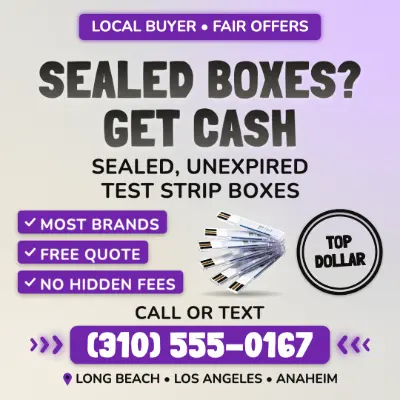 LOCAL BUYER • FAIR OFFERS
SEALED BOXES?
GET CASH
SEALED, UNEXPIRED
TEST STRIP BOXES
✓ MOST BRANDS
✓ FREE QUOTE
✓ NO HIDDEN FEES
TOP
DOLLAR
CALL OR TEXT
(310) 555-0167
LONG BEACH • LOS ANGELES • ANAHEIM